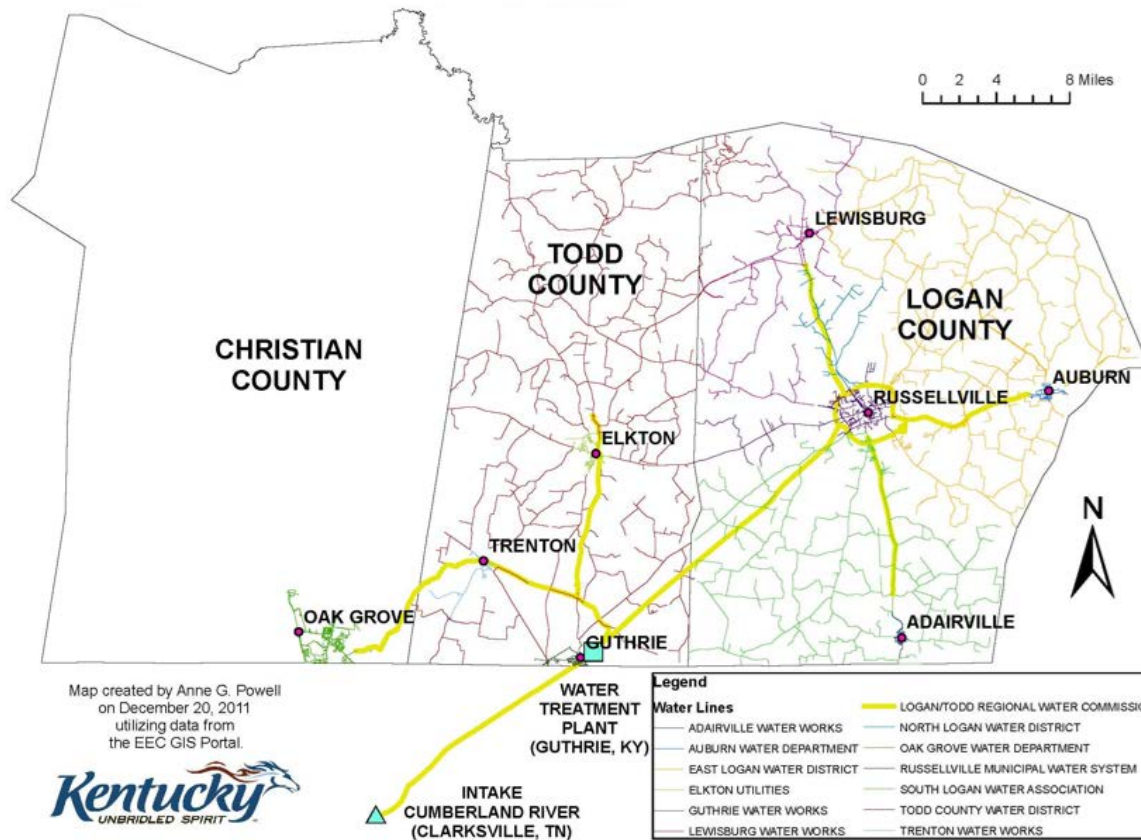 0 2 4 8 Miles
LEWISBURG
TODD
COUNTY
LOGAN
COUNTY
CHRISTIAN
COUNTY
AUBURN
RUSSELLVILLE
ELKTON
N
TRENTON
OAK GROVE
ADAIRVILLE
GUTHRIE
WATER
TREATMENT
PLANT
(GUTHRIE, KY)
INTAKE
CUMBERLAND RIVER
(CLARKSVILLE, TN)
Map created by Anne G. Powell
on December 20, 2011
utilizing data from
the EEC GIS Portal.
Kentucky
UNBRIDLED SPIRIT
Legend
Water Lines
ADAIRVILLE WATER WORKS
AUBURN WATER DEPARTMENT
EAST LOGAN WATER DISTRICT
ELKTON UTILITIES
GUTHRIE WATER WORKS
LEWISBURG WATER WORKS
LOGAN/TODD REGIONAL WATER COMMISSIO
NORTH LOGAN WATER DISTRICT
OAK GROVE WATER DEPARTMENT
RUSSELLVILLE MUNICIPAL WATER SYSTEM
SOUTH LOGAN WATER ASSOCIATION
TODD COUNTY WATER DISTRICT
TRENTON WATER WORKS